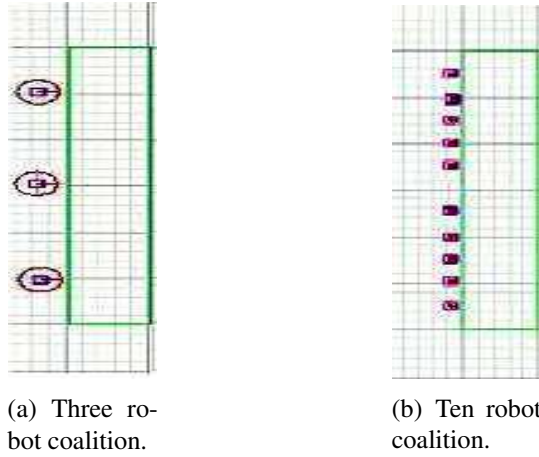 (a) Three ro-
bot coalition.
(b) Ten robot
coalition.